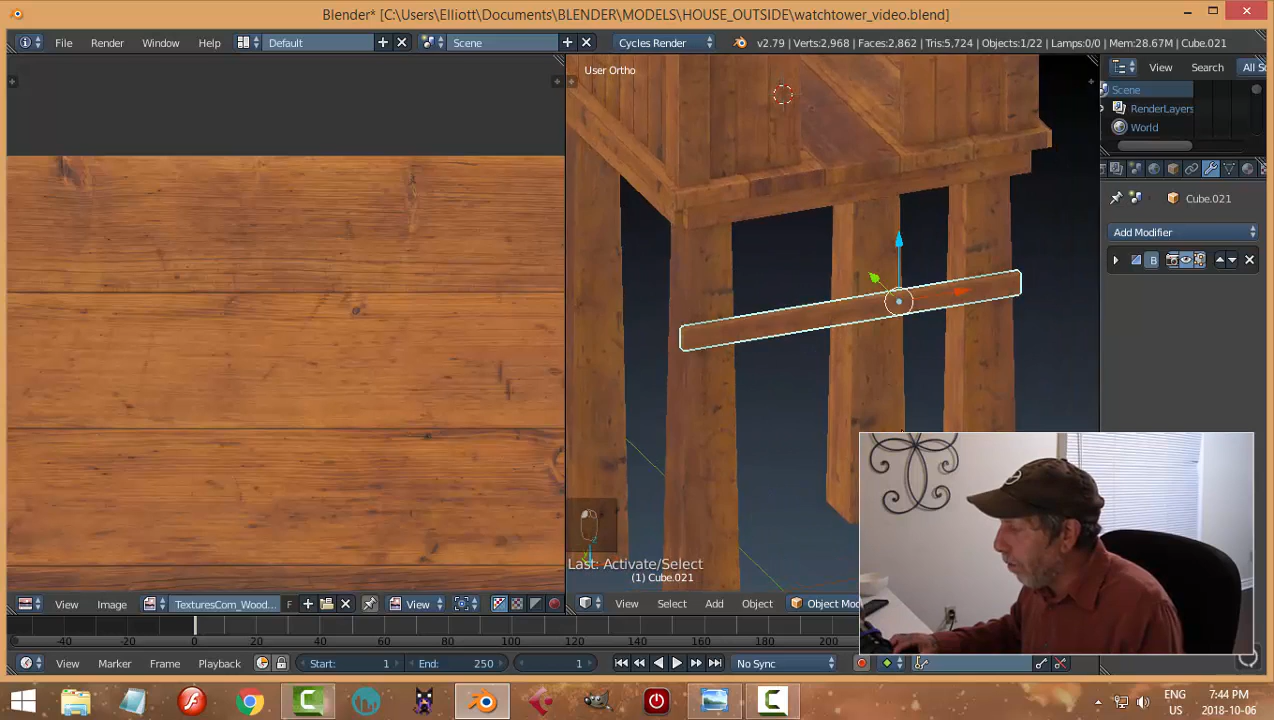 Blender* [C:\Users\Elliott\Documents\BLENDER\MODELS\HOUSE_OUTSIDE\watchtower_video.blend]
File Render Window Help Default Scene Cycles Render v2.79 | Verts:2,968 | Faces:2,862 | Tris:5,724 | Objects:1/22 | Lamps:0/0 | Mem:28.67M | Cube.021
User Ortho
View Search All Sc
Scene
RenderLayers
World
Cube.021
Add Modifier
B
Last: Activate/Select
(1) Cube.021
View Image TexturesCom_Wood... F View
View Select Add Object Object Mo
-40 -20 0 20 40 60 80 100 120 140 160 180 200
View Marker Frame Playback Start: 1 End: 250 1 No Sync
ENG 7:44 PM
US 2018-10-06